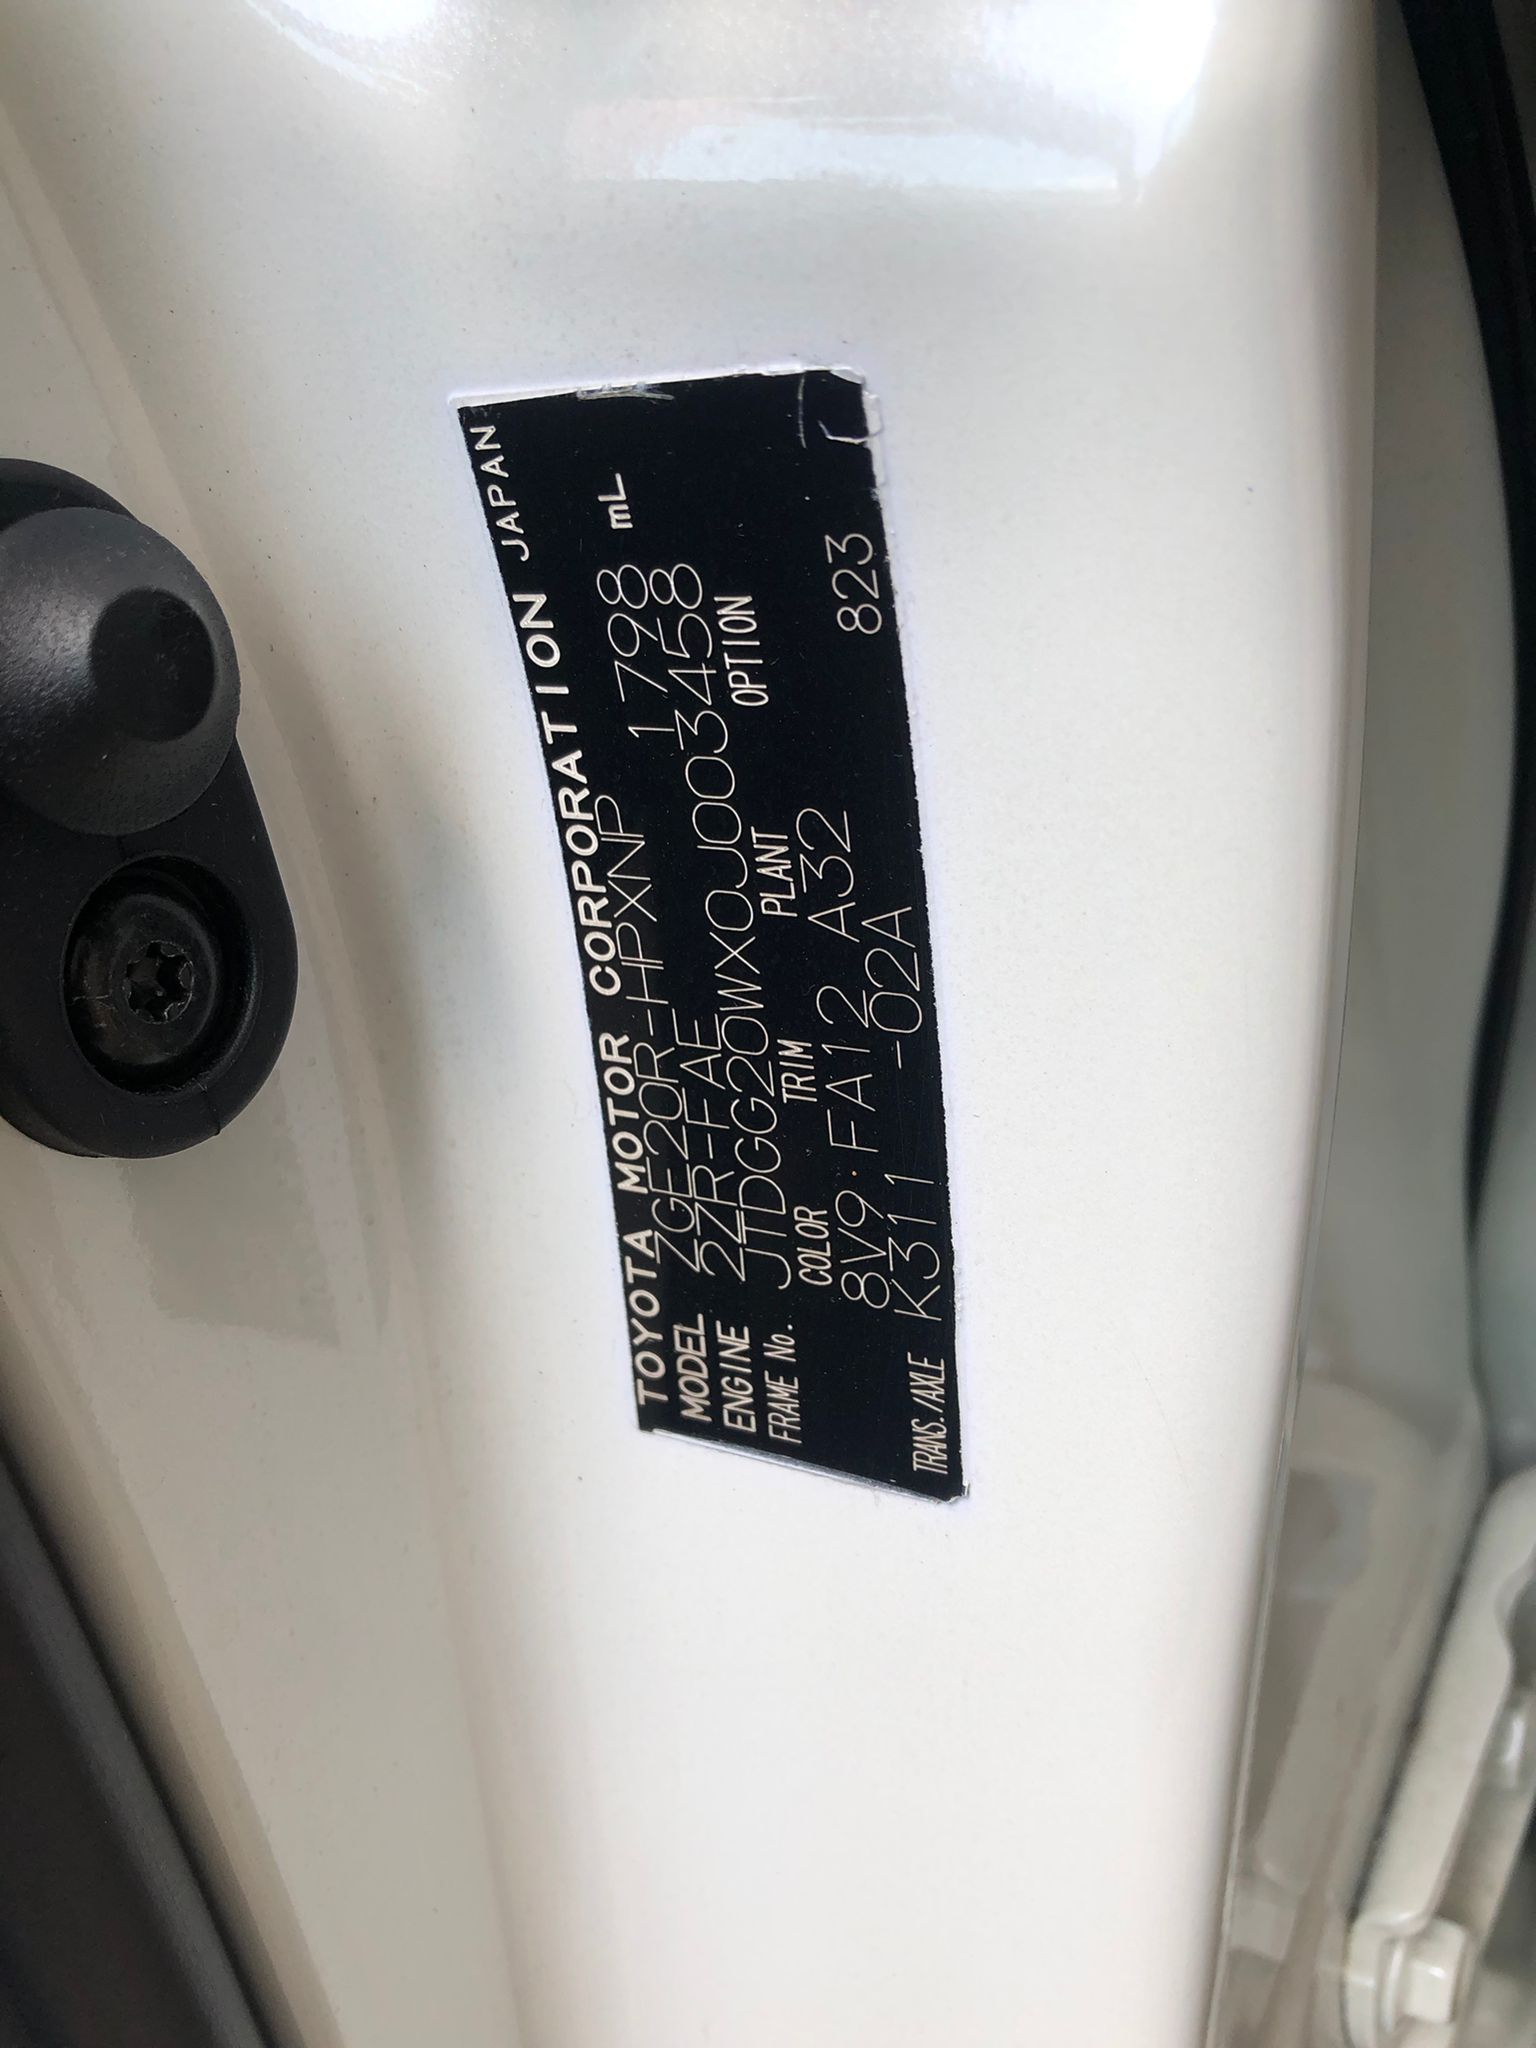 TOYOTA MOTOR CORPORATION JAPAN
MODEL ZGE20R-HPXNP
ENGINE 2ZR-FAE 1798 mL
FRAME No. JTDGG20WX0J003458
COLOR TRIM PLANT OPTION
8V9 FA12 A32 823
TRANS./AXLE K311 -02A